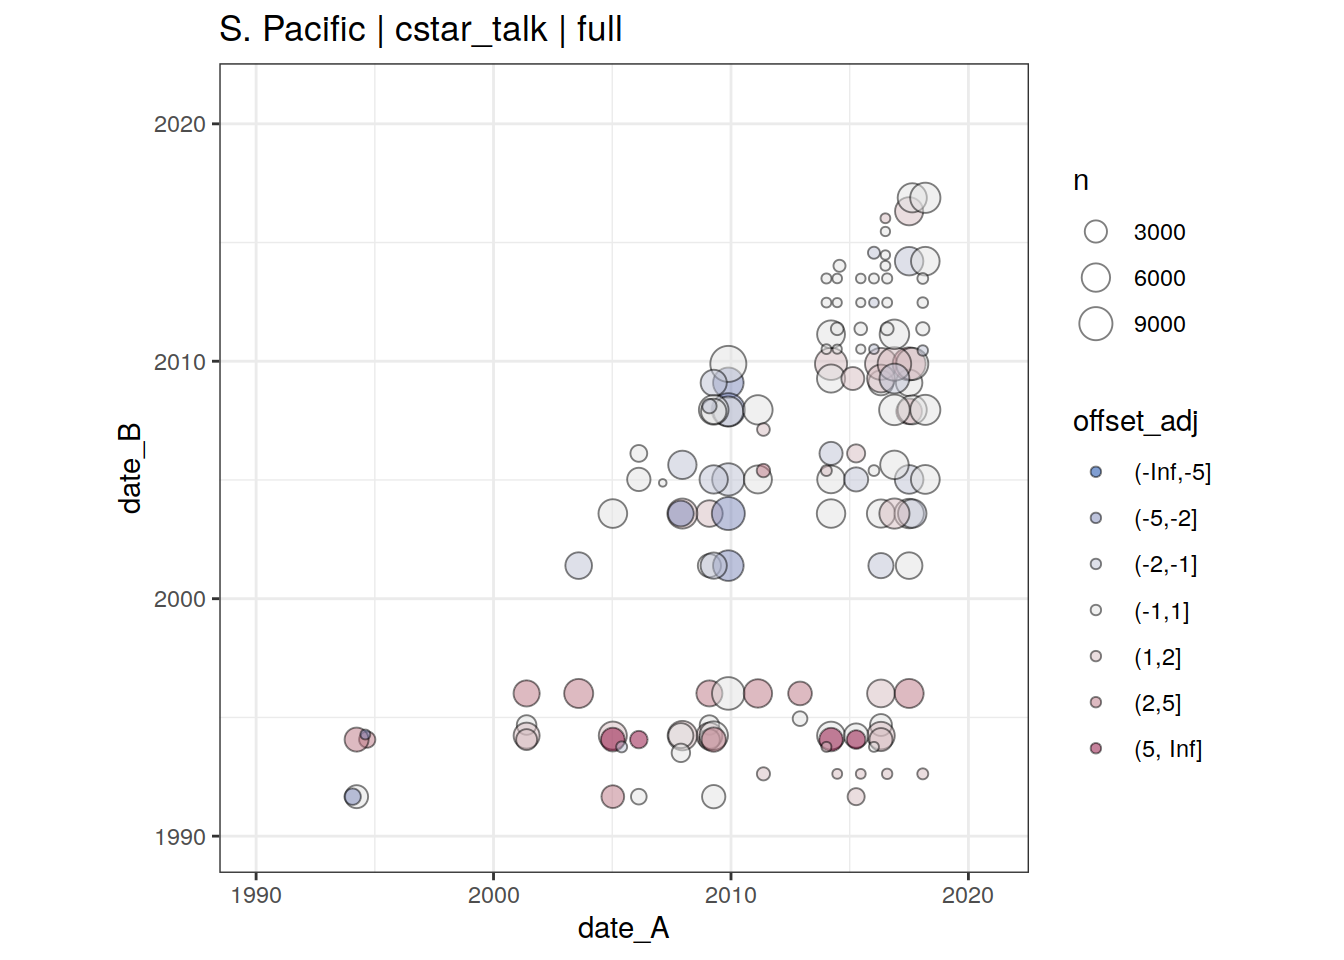 S. Pacific | cstar_talk | full
date_B
2020
2010
2000
1990
1990
2000
2010
2020
date_A
n
3000
6000
9000
offset_adj
(-Inf,-5]
(-5,-2]
(-2,-1]
(-1,1]
(1,2]
(2,5]
(5, Inf]